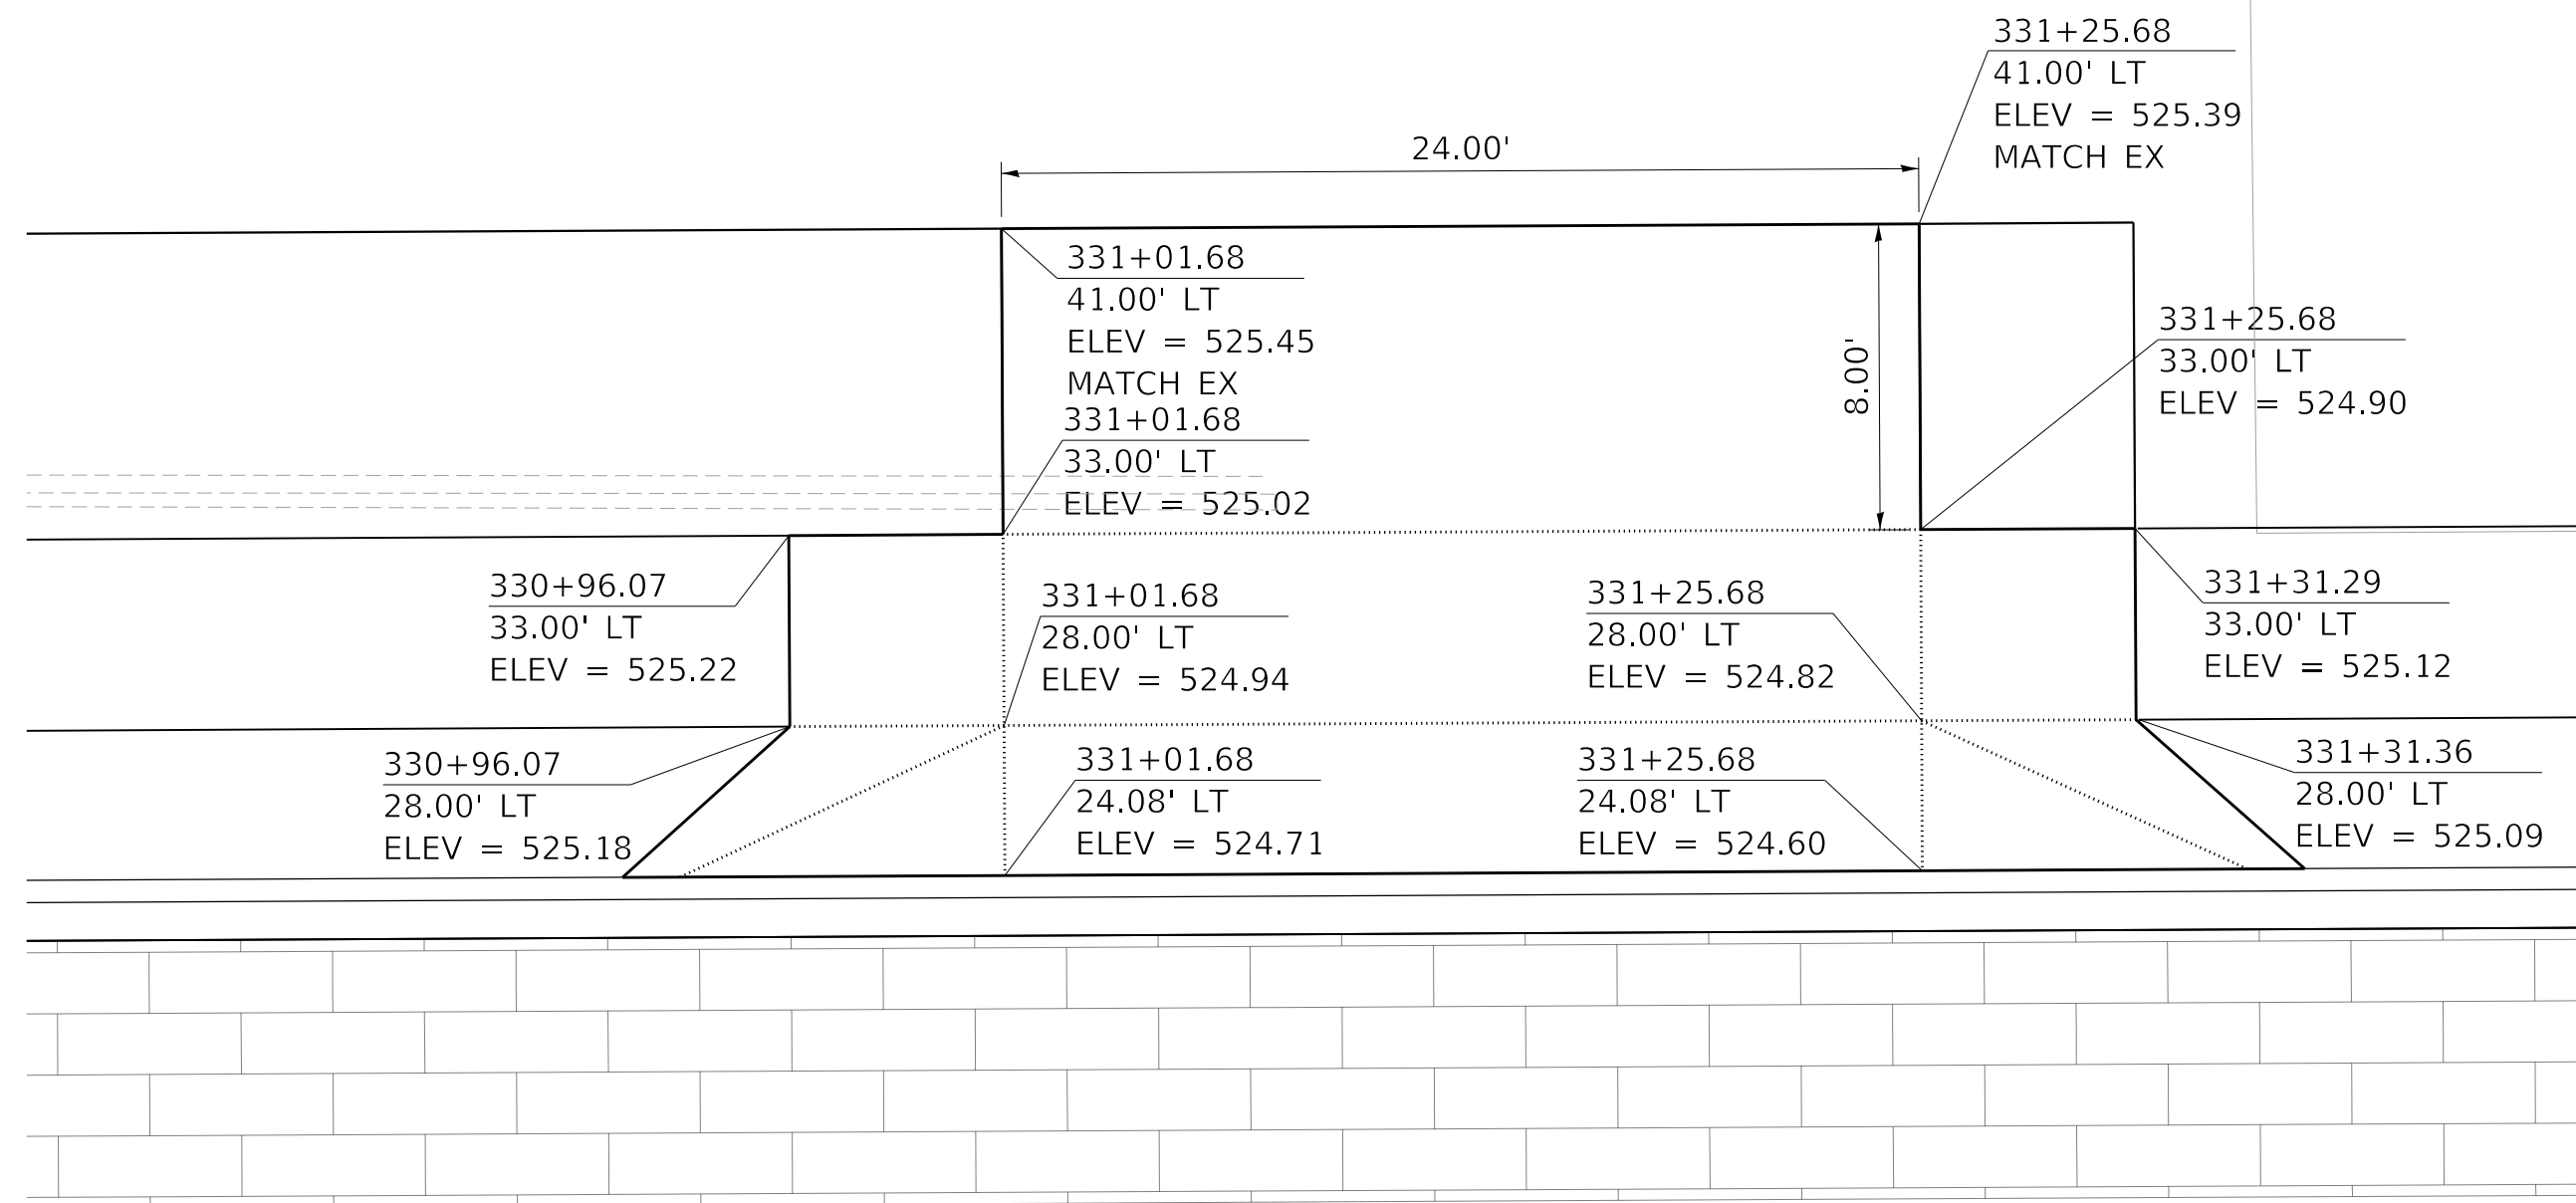 331+25.68
41.00' LT
ELEV = 525.39
MATCH EX
24.00'
331+01.68
41.00' LT
ELEV = 525.45
MATCH EX
8.00'
331+25.68
33.00' LT
ELEV = 524.90
331+01.68
33.00' LT
ELEV = 525.02
330+96.07
33.00' LT
ELEV = 525.22
331+01.68
28.00' LT
ELEV = 524.94
331+25.68
28.00' LT
ELEV = 524.82
331+31.29
33.00' LT
ELEV = 525.12
330+96.07
28.00' LT
ELEV = 525.18
331+01.68
24.08' LT
ELEV = 524.71
331+25.68
24.08' LT
ELEV = 524.60
331+31.36
28.00' LT
ELEV = 525.09